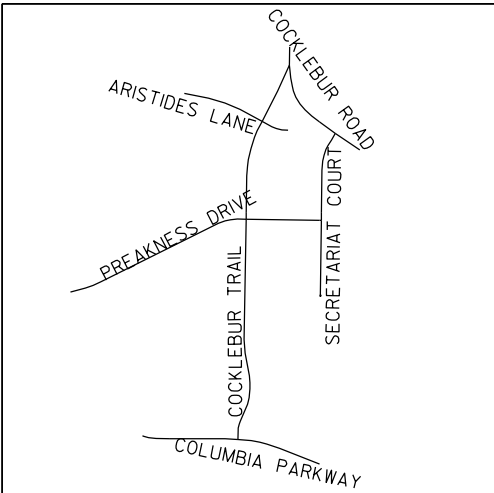 COCKLEBUR ROAD
ARISTIDES LANE
SECRETARIAT COURT
PREAKNESS DRIVE
COCKLEBUR TRAIL
COLUMBIA PARKWAY